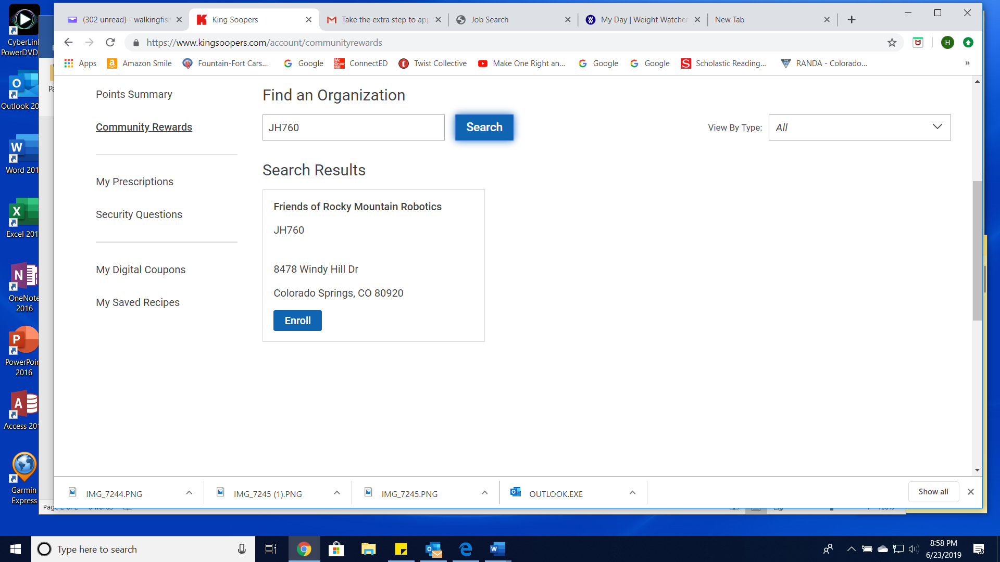 (302 unread) - walkingfis
King Soopers
Take the extra step to app
Job Search
My Day | Weight Watcher
New Tab
https://www.kingsoopers.com/account/communityrewards
H
Apps
Amazon Smile
Fountain-Fort Cars...
Google
ConnectED
Twist Collective
Make One Right an...
Google
Google
Scholastic Reading...
RANDA - Colorado...
»
CyberLink
PowerDVD
Outlook 20
Word 201
Excel 201
OneNote
2016
PowerPoin
2016
Access 20
Garmin
Express
Points Summary
Community Rewards
My Prescriptions
Security Questions
My Digital Coupons
My Saved Recipes
Find an Organization
JH760
Search
View By Type:
All
Search Results
Friends of Rocky Mountain Robotics
JH760
8478 Windy Hill Dr
Colorado Springs, CO 80920
Enroll
IMG_7244.PNG
IMG_7245 (1).PNG
IMG_7245.PNG
OUTLOOK.EXE
Show all
Type here to search
8:58 PM
6/23/2019